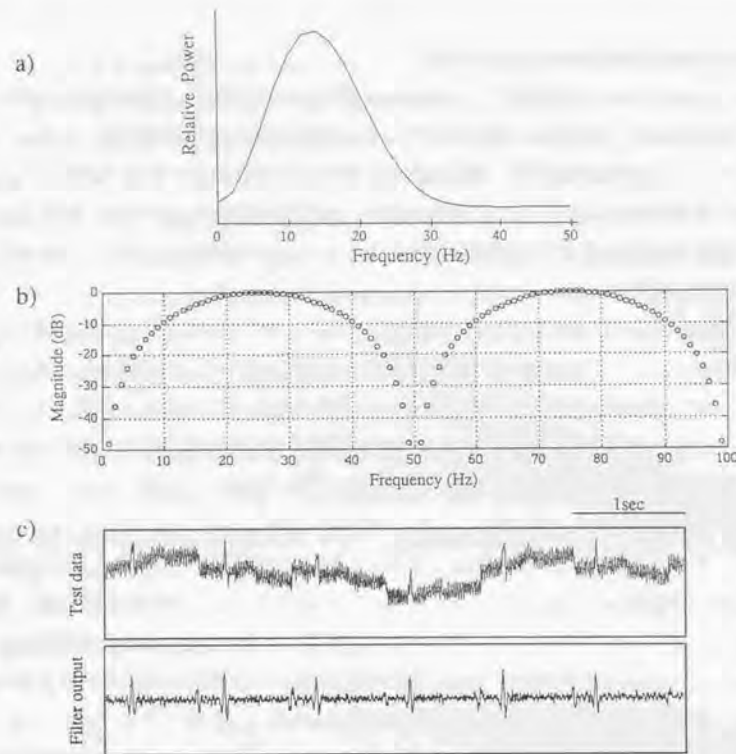 a)
Relative Power
0 10 20 30 40 50
Frequency (Hz)
b)
Magnitude (dB)
0
-10
-20
-30
-40
-50
0 10 20 30 40 50 60 70 80 90 100
Frequency (Hz)
1sec
c)
Test data
Filter output